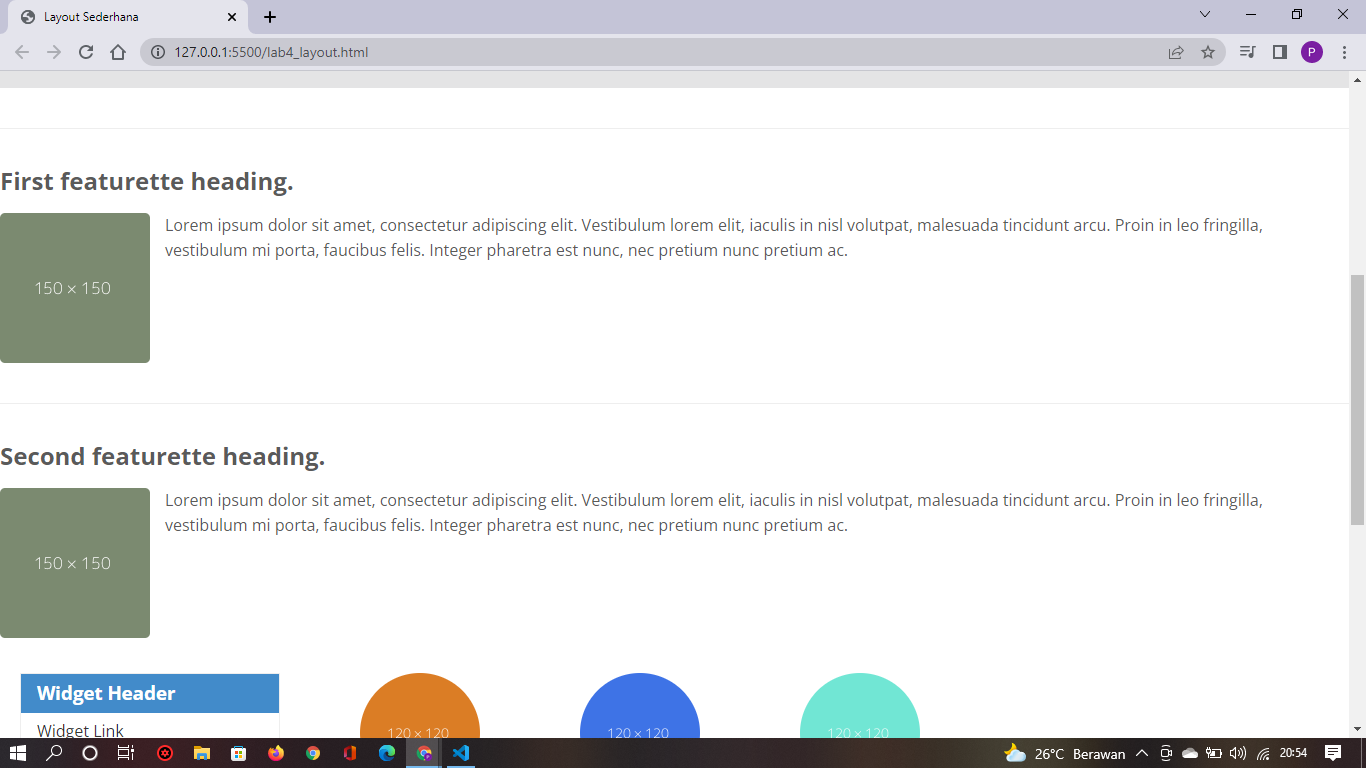 Layout Sederhana
127.0.0.1:5500/lab4_layout.html
P
First featurette heading.
150 × 150
Lorem ipsum dolor sit amet, consectetur adipiscing elit. Vestibulum lorem elit, iaculis in nisl volutpat, malesuada tincidunt arcu. Proin in leo fringilla,
vestibulum mi porta, faucibus felis. Integer pharetra est nunc, nec pretium nunc pretium ac.
Second featurette heading.
150 × 150
Lorem ipsum dolor sit amet, consectetur adipiscing elit. Vestibulum lorem elit, iaculis in nisl volutpat, malesuada tincidunt arcu. Proin in leo fringilla,
vestibulum mi porta, faucibus felis. Integer pharetra est nunc, nec pretium nunc pretium ac.
Widget Header
Widget Link
120 × 120
120 × 120
120 × 120
26°C Berawan
20:54